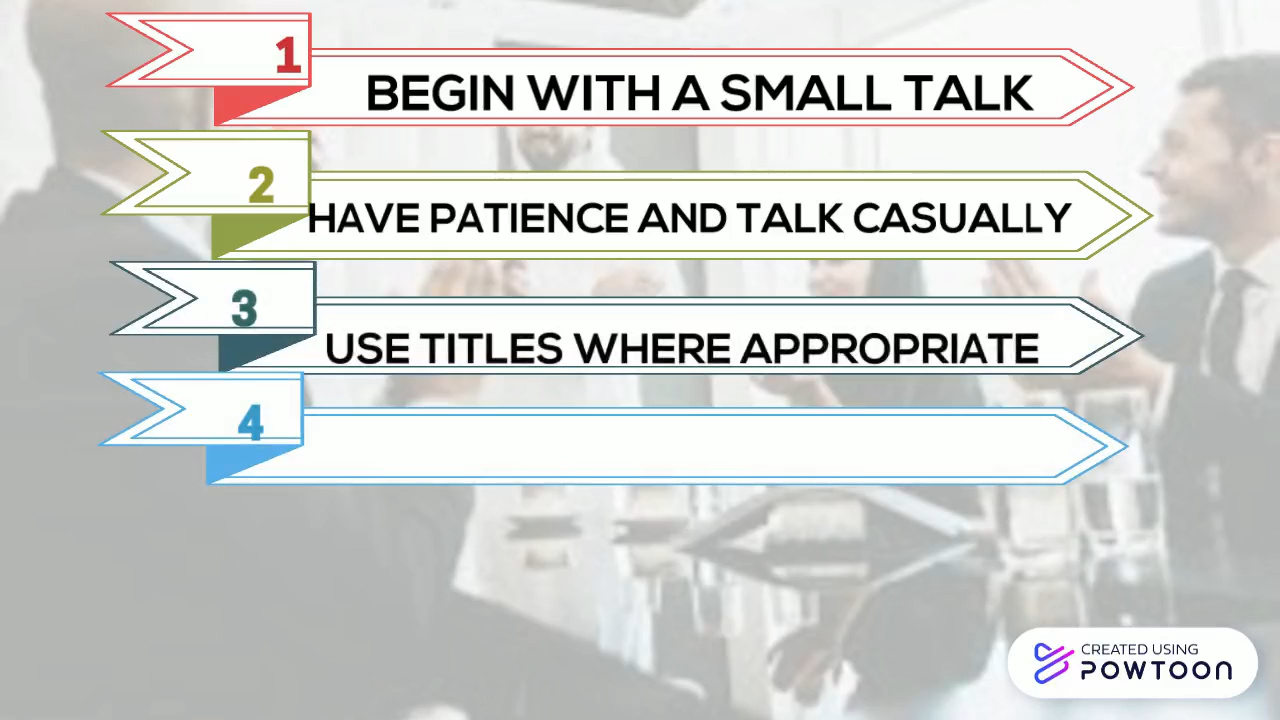 1
BEGIN WITH A SMALL TALK
2
HAVE PATIENCE AND TALK CASUALLY
3
USE TITLES WHERE APPROPRIATE
4
CREATED USING
POWTOON